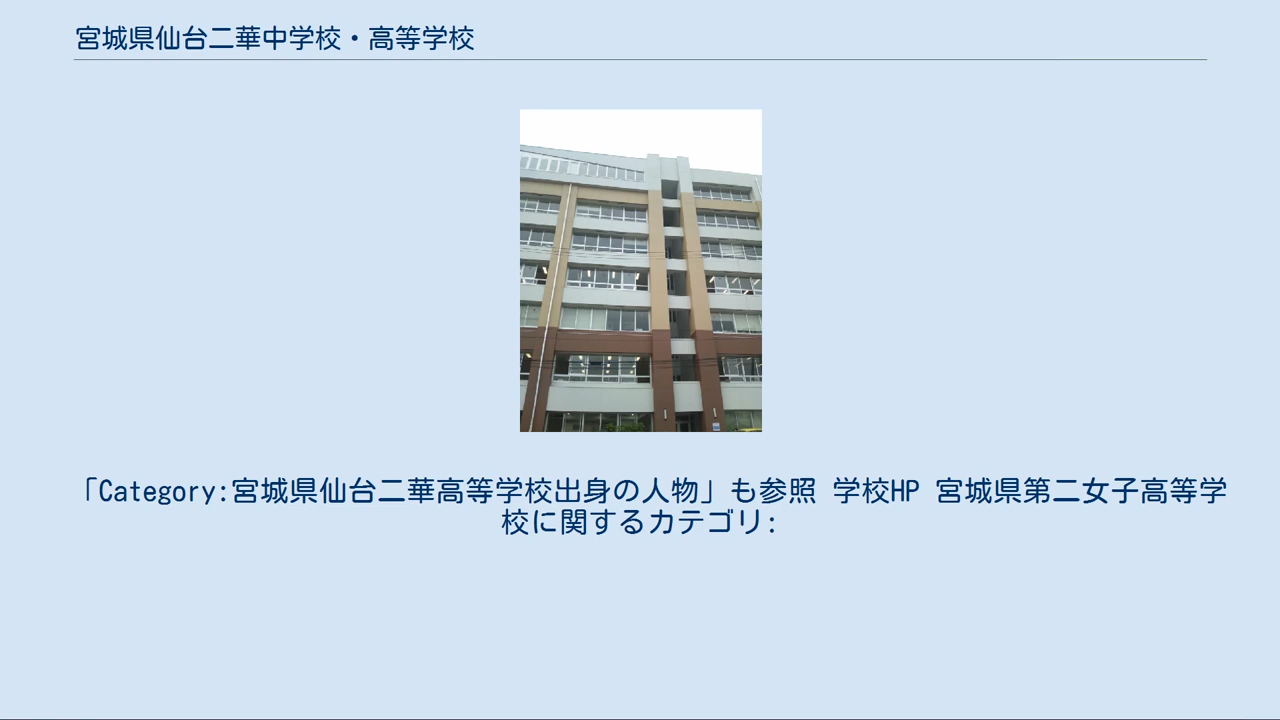 宮城県仙台二華中学校・高等学校
「Category:宮城県仙台二華高等学校出身の人物」も参照 学校HP 宮城県第二女子高等学
校に関するカテゴリ: